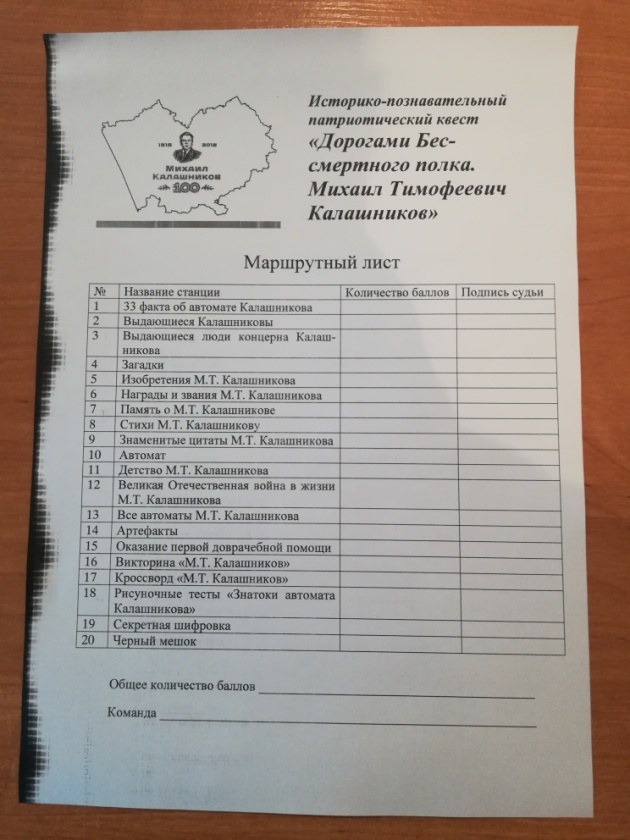 1919 2019
МИХАИЛ
КАЛАШНИКОВ
100
Историко-познавательный
патриотический квест
«Дорогами Бес-
смертного полка.
Михаил Тимофеевич
Калашников»
Маршрутный лист
№ Название станции Количество баллов Подпись судьи
1 33 факта об автомате Калашникова
2 Выдающиеся Калашниковы
3 Выдающиеся люди концерна Калаш-
никова
4 Загадки
5 Изобретения М.Т. Калашникова
6 Награды и звания М.Т. Калашникова
7 Память о М.Т. Калашникове
8 Стихи М.Т. Калашникову
9 Знаменитые цитаты М.Т. Калашникова
10 Автомат
11 Детство М.Т. Калашникова
12 Великая Отечественная война в жизни
М.Т. Калашникова
13 Все автоматы М.Т. Калашникова
14 Артефакты
15 Оказание первой доврачебной помощи
16 Викторина «М.Т. Калашников»
17 Кроссворд «М.Т. Калашников»
18 Рисуночные тесты «Знатоки автомата
Калашникова»
19 Секретная шифровка
20 Черный мешок
Общее количество баллов
Команда